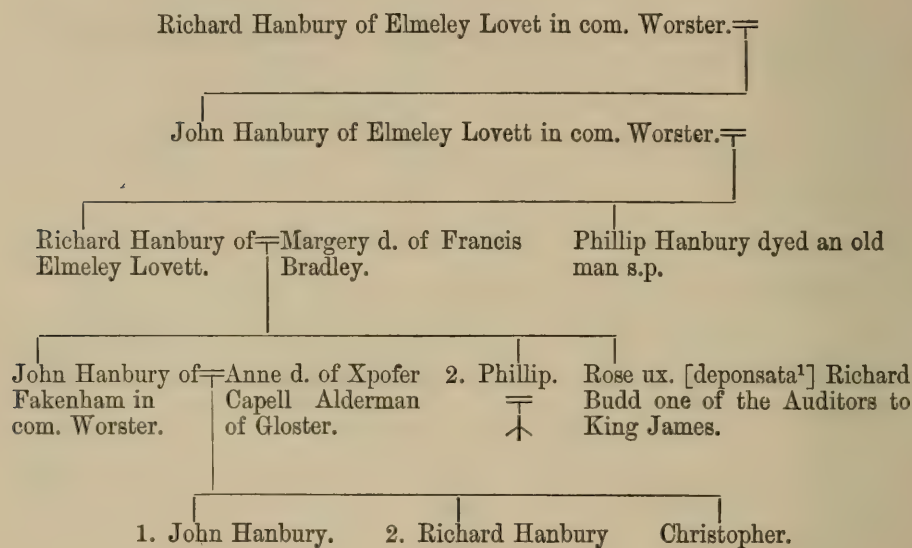 Richard Hanbury of Elmeley Lovet in com. Worster.
John Hanbury of Elmeley Lovett in com. Worster.
Richard Hanbury of
Elmeley Lovett.
Margery d. of Francis
Bradley.
Phillip Hanbury dyed an old
man s.p.
John Hanbury of
Fakenham in
com. Worster.
Anne d. of Xpofer
Capell Alderman
of Gloster.
2. Phillip.
Rose ux. [deponsata¹] Richard
Budd one of the Auditors to
King James.
1. John Hanbury.
2. Richard Hanbury
Christopher.